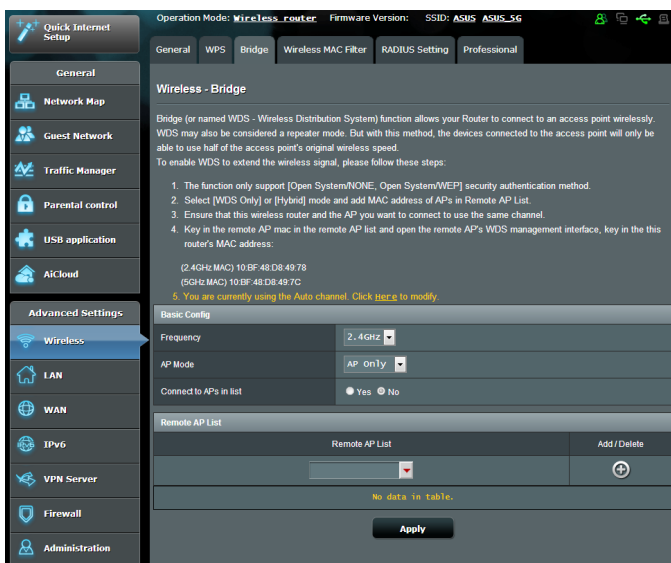 Quick Internet
Setup
Operation Mode: Wireless router Firmware Version: SSID: ASUS ASUS_5G
General WPS Bridge Wireless MAC Filter RADIUS Setting Professional
General
Network Map
Guest Network
Traffic Manager
Parental control
USB application
AiCloud
Advanced Settings
Wireless
LAN
WAN
IPv6
VPN Server
Firewall
Administration
Wireless - Bridge
Bridge (or named WDS - Wireless Distribution System) function allows your Router to connect to an access point wirelessly.
WDS may also be considered a repeater mode. But with this method, the devices connected to the access point will only be
able to use half of the access point's original wireless speed.
To enable WDS to extend the wireless signal, please follow these steps:
1. The function only support [Open System/NONE, Open System/WEP] security authentication method.
2. Select [WDS Only] or [Hybrid] mode and add MAC address of APs in Remote AP List.
3. Ensure that this wireless router and the AP you want to connect to use the same channel.
4. Key in the remote AP mac in the remote AP list and open the remote AP's WDS management interface, key in the this
router's MAC address:
(2.4GHz MAC) 10:BF:48:D8:49:78
(5GHz MAC) 10:BF:48:D8:49:7C
5. You are currently using the Auto channel. Click Here to modify.
Basic Config
Frequency 2.4GHz
AP Mode AP Only
Connect to APs in list Yes No
Remote AP List
Remote AP List Add / Delete
No data in table.
Apply